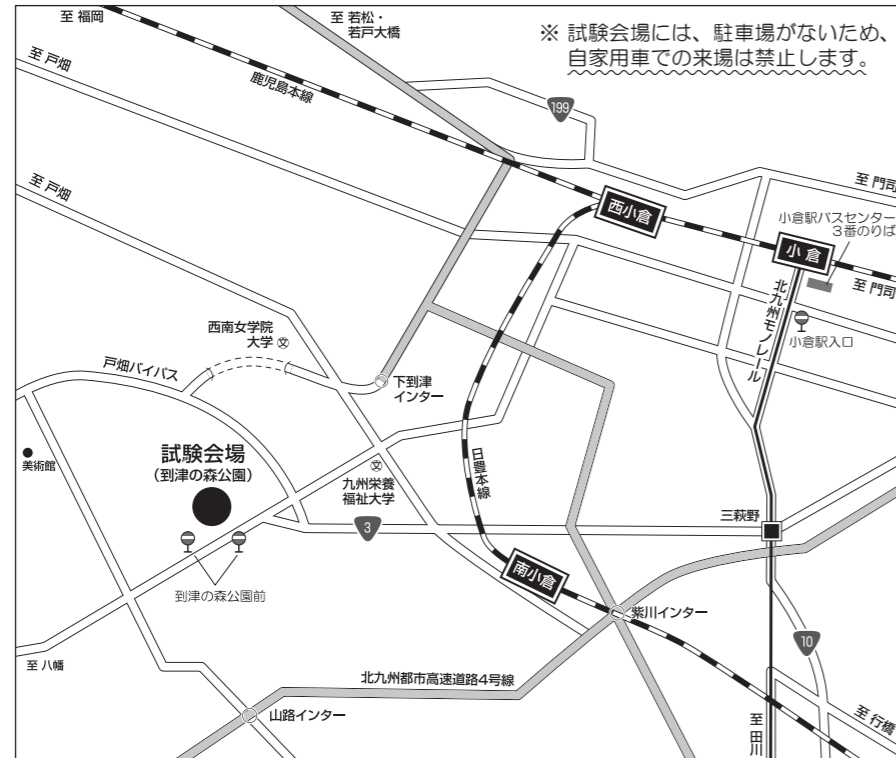 至 福岡
至 若松・
若戸大橋
※ 試験会場には、駐車場がないため、
自家用車での来場は禁止します。
至 戸畑
鹿児島本線
199
至 戸畑
西小倉
至 門司
小倉駅バスセンター
3番のりば
小倉
至 門司
北九州モノレール
小倉駅入口
西南女学院
大学
文
戸畑バイパス
下到津
インター
試験会場
(到津の森公園)
美術館
文
九州栄養
福祉大学
日豊本線
3
三萩野
到津の森公園前
南小倉
紫川インター
10
至 八幡
北九州都市高速道路4号線
山路インター
至 田川
至 行橋